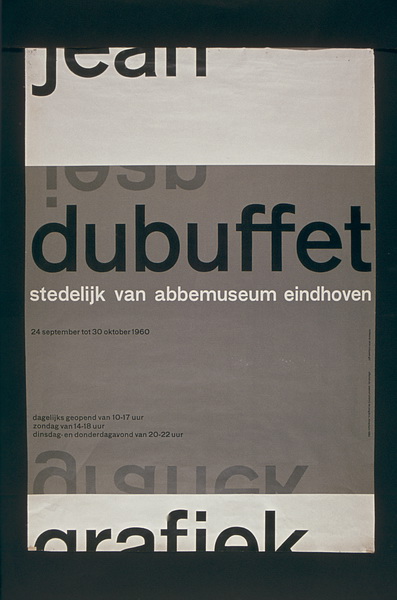 jean
dubuffet
stedelijk van abbemuseum eindhoven
24 september tot 30 oktober 1960
dagelijks geopend van 10-17 uur
zondag van 14-18 uur
dinsdag- en donderdagavond van 20-22 uur
grafiek